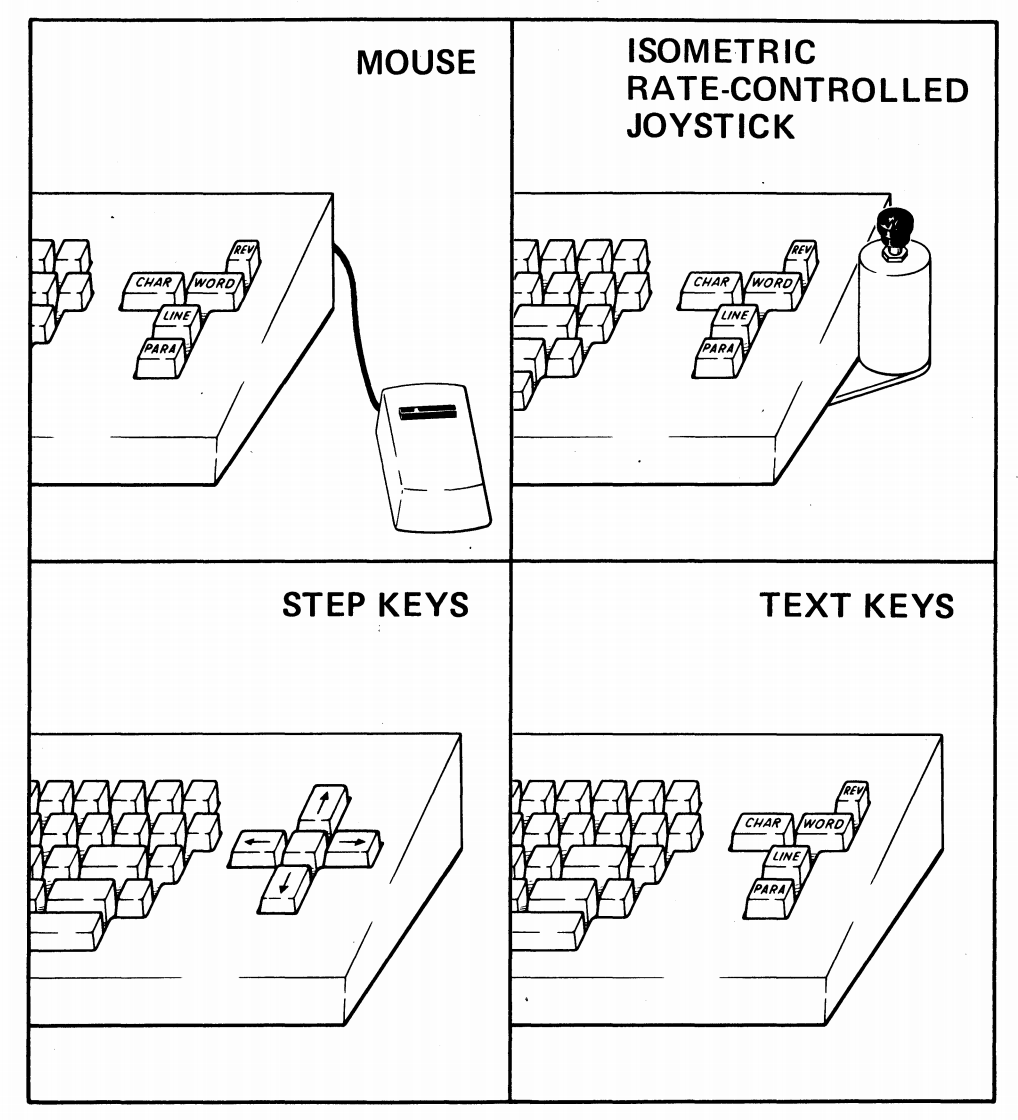 MOUSE
REV
CHAR WORD
LINE
PARA
ISOMETRIC
RATE-CONTROLLED
JOYSTICK
REV
CHAR WORD
LINE
PARA
STEP KEYS
↑
← →
↓
TEXT KEYS
REV
CHAR WORD
LINE
PARA